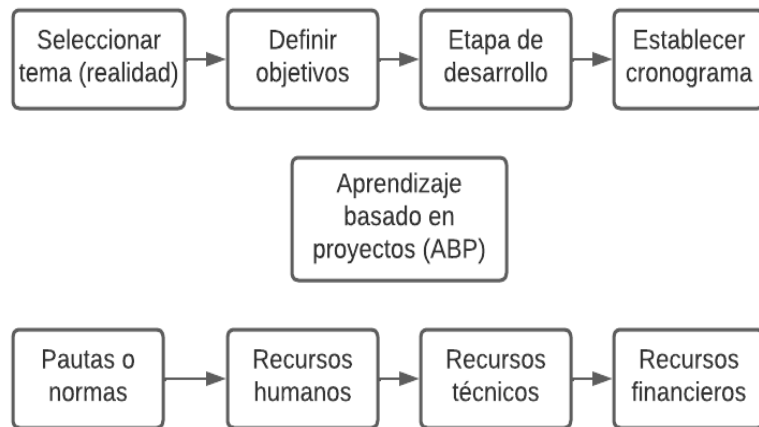 Seleccionar
tema (realidad)
Definir
objetivos
Etapa de
desarrollo
Establecer
cronograma
Aprendizaje
basado en
proyectos (ABP)
Pautas o
normas
Recursos
humanos
Recursos
técnicos
Recursos
financieros